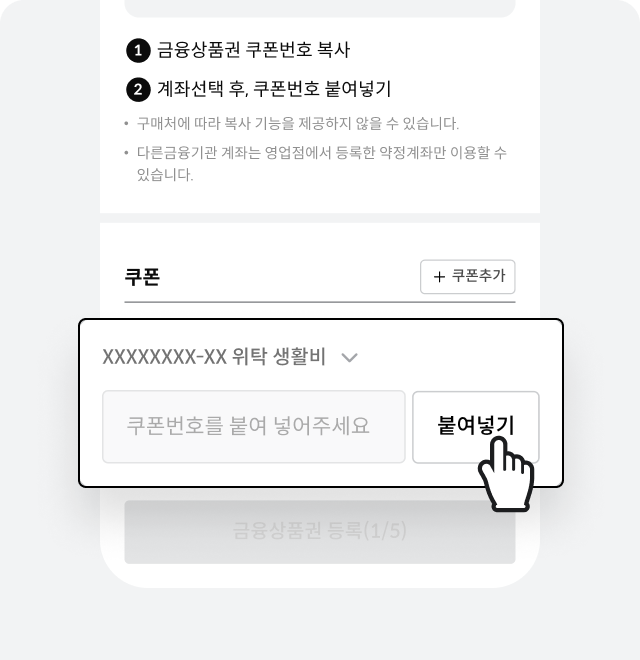 1 금융상품권 쿠폰번호 복사
2 계좌선택 후, 쿠폰번호 붙여넣기
• 구매처에 따라 복사 기능을 제공하지 않을 수 있습니다.
• 다른금융기관 계좌는 영업점에서 등록한 약정계좌만 이용할 수
있습니다.
쿠폰
+ 쿠폰추가
XXXXXXXX-XX 위탁 생활비
쿠폰번호를 붙여 넣어주세요
붙여넣기
금융상품권 등록(1/5)